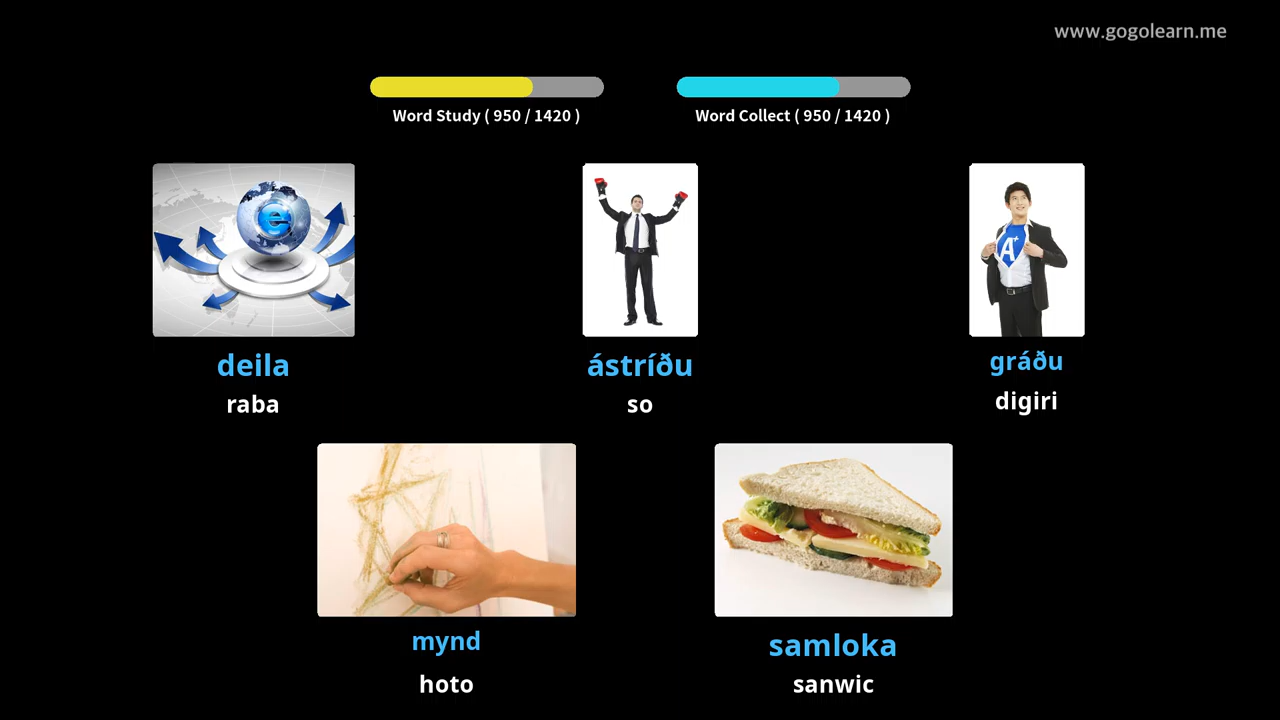 www.gogolearn.me
Word Study ( 950 / 1420 )
Word Collect ( 950 / 1420 )
e
A+
deila
raba
ástríðu
so
gráðu
digiri
mynd
hoto
samloka
sanwic